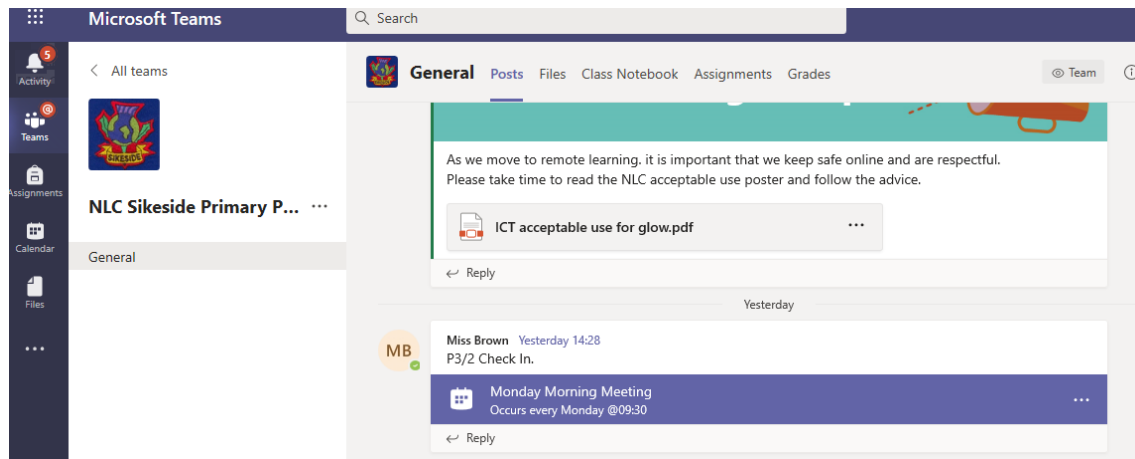 Microsoft Teams
Search
5
Activity
All teams
General Posts Files Class Notebook Assignments Grades
Team
Teams
SIKESIDE
As we move to remote learning. it is important that we keep safe online and are respectful.
Please take time to read the NLC acceptable use poster and follow the advice.
Assignments
NLC Sikeside Primary P... ...
ICT acceptable use for glow.pdf ...
Calendar
General
Reply
Files
Yesterday
...
MB
Miss Brown Yesterday 14:28
P3/2 Check In.
Monday Morning Meeting
Occurs every Monday @09:30
...
Reply